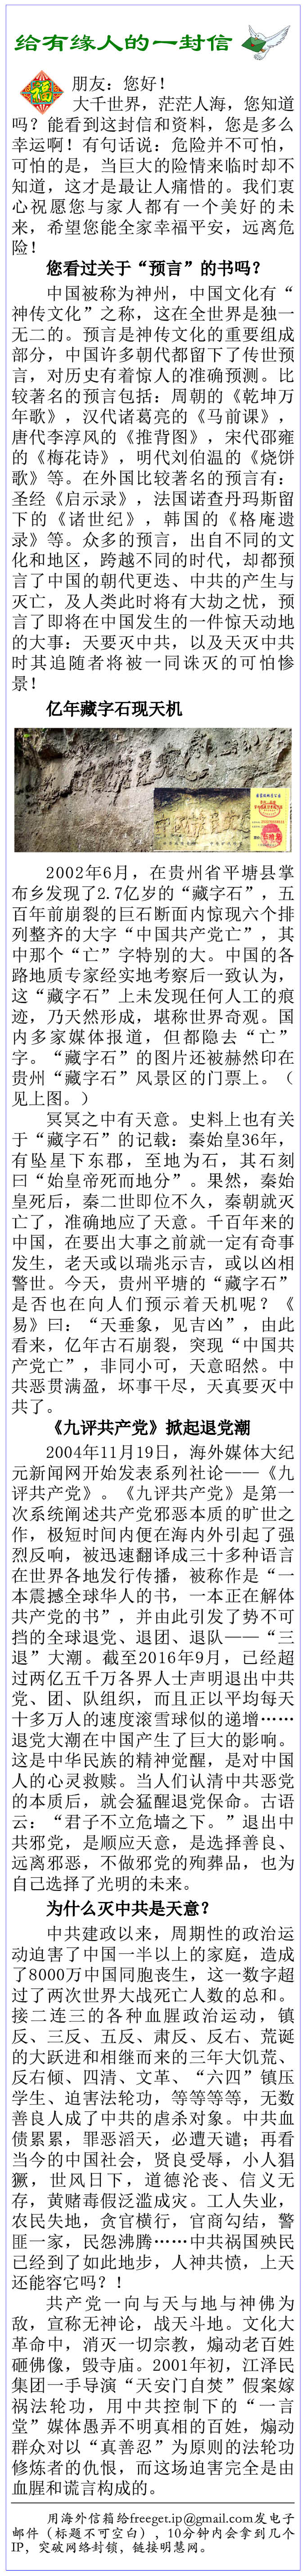 给有缘人的一封信
福
朋友：您好！
大千世界，茫茫人海，您知道
吗？能看到这封信和资料，您是多么
幸运啊！有句话说：危险并不可怕，
可怕的是，当巨大的险情来临时却不
知道，这才是最让人痛惜的。我们衷
心祝愿您与家人都有一个美好的未
来，希望您能全家幸福平安，远离危
险！
您看过关于“预言”的书吗？
中国被称为神州，中国文化有“
神传文化”之称，这在全世界是独一
无二的。预言是神传文化的重要组成
部分，中国许多朝代都留下了传世预
言，对历史有着惊人的准确预测。比
较著名的预言包括：周朝的《乾坤万
年歌》，汉代诸葛亮的《马前课》，
唐代李淳风的《推背图》，宋代邵雍
的《梅花诗》，明代刘伯温的《烧饼
歌》等。在外国比较著名的预言有：
圣经《启示录》，法国诺查丹玛斯留
下的《诸世纪》，韩国的《格庵遗
录》等。众多的预言，出自不同的文
化和地区，跨越不同的时代，却都预
言了中国的朝代更迭、中共的产生与
灭亡，及人类此时将有大劫之忧，预
言了即将在中国发生的一件惊天动地
的大事：天要灭中共，以及天灭中共
时其追随者将被一同诛灭的可怕惨
景！
亿年藏字石现天机
2002年6月，在贵州省平塘县掌
布乡发现了2.7亿岁的“藏字石”，五
百年前崩裂的巨石断面内惊现六个排
列整齐的大字“中国共产党亡”，其
中那个“亡”字特别的大。中国的各
路地质专家经实地考察后一致认为，
这“藏字石”上未发现任何人工的痕
迹，乃天然形成，堪称世界奇观。国
内多家媒体报道，但都隐去“亡”
字。“藏字石”的图片还被赫然印在
贵州“藏字石”风景区的门票上。（
见上图。）
冥冥之中有天意。史料上也有关
于“藏字石”的记载：秦始皇36年，
有坠星下东郡，至地为石，其石刻
曰“始皇帝死而地分”。果然，秦始
皇死后，秦二世即位不久，秦朝就灭
亡了，准确地应了天意。千百年来的
中国，在要出大事之前就一定有奇事
发生，老天或以瑞兆示吉，或以凶相
警世。今天，贵州平塘的“藏字石”
是否也在向人们预示着天机呢？《
易》曰：“天垂象，见吉凶”，由此
看来，亿年古石崩裂，突现“中国共
产党亡”，非同小可，天意昭然。中
共恶贯满盈，坏事干尽，天真要灭中
共了。
《九评共产党》掀起退党潮
2004年11月19日，海外媒体大纪
元新闻网开始发表系列社论——《九
评共产党》。《九评共产党》是第一
次系统阐述共产党邪恶本质的旷世之
作，极短时间内便在海内外引起了强
烈反响，被迅速翻译成三十多种语言
在世界各地发行传播，被称作是“一
本震撼全球华人的书，一本正在解体
共产党的书”，并由此引发了势不可
挡的全球退党、退团、退队——“三
退”大潮。截至2016年9月，已经超
过两亿五千万各界人士声明退出中共
党、团、队组织，而且正以平均每天
十多万人的速度滚雪球似的递增……
退党大潮在中国产生了巨大的影响。
这是中华民族的精神觉醒，是对中国
人的心灵救赎。当人们认清中共恶党
的本质后，就会猛醒退党保命。古语
云：“君子不立危墙之下。”退出中
共邪党，是顺应天意，是选择善良、
远离邪恶，不做邪党的殉葬品，也为
自己选择了光明的未来。
为什么灭中共是天意？
中共建政以来，周期性的政治运
动迫害了中国一半以上的家庭，造成
了8000万中国同胞丧生，这一数字超
过了两次世界大战死亡人数的总和。
接二连三的各种血腥政治运动，镇
反、三反、五反、肃反、反右、荒诞
的大跃进和相继而来的三年大饥荒、
反右倾、四清、文革、“六四”镇压
学生、迫害法轮功，等等等等，无数
善良人成了中共的虐杀对象。中共血
债累累，罪恶滔天，必遭天谴；再看
当今的中国社会，贤良受辱，小人猖
獗，世风日下，道德沦丧、信义无
存，黄赌毒假泛滥成灾。工人失业，
农民失地，贪官横行，官商勾结，警
匪一家，民怨沸腾……中共祸国殃民
已经到了如此地步，人神共愤，上天
还能容它吗？！
共产党一向与天与地与神佛为
敌，宣称无神论，战天斗地。文化大
革命中，消灭一切宗教，煽动老百姓
砸佛像，毁寺庙。2001年初，江泽民
集团一手导演“天安门自焚”假案嫁
祸法轮功，用中共控制下的“一言
堂”媒体愚弄不明真相的百姓，煽动
群众对以“真善忍”为原则的法轮功
修炼者的仇恨，而这场迫害完全是由
血腥和谎言构成的。
用海外信箱给freeget.ip@gmail.com发电子
邮件（标题不可空白），10分钟内会拿到几个
IP，突破网络封锁，链接明慧网。